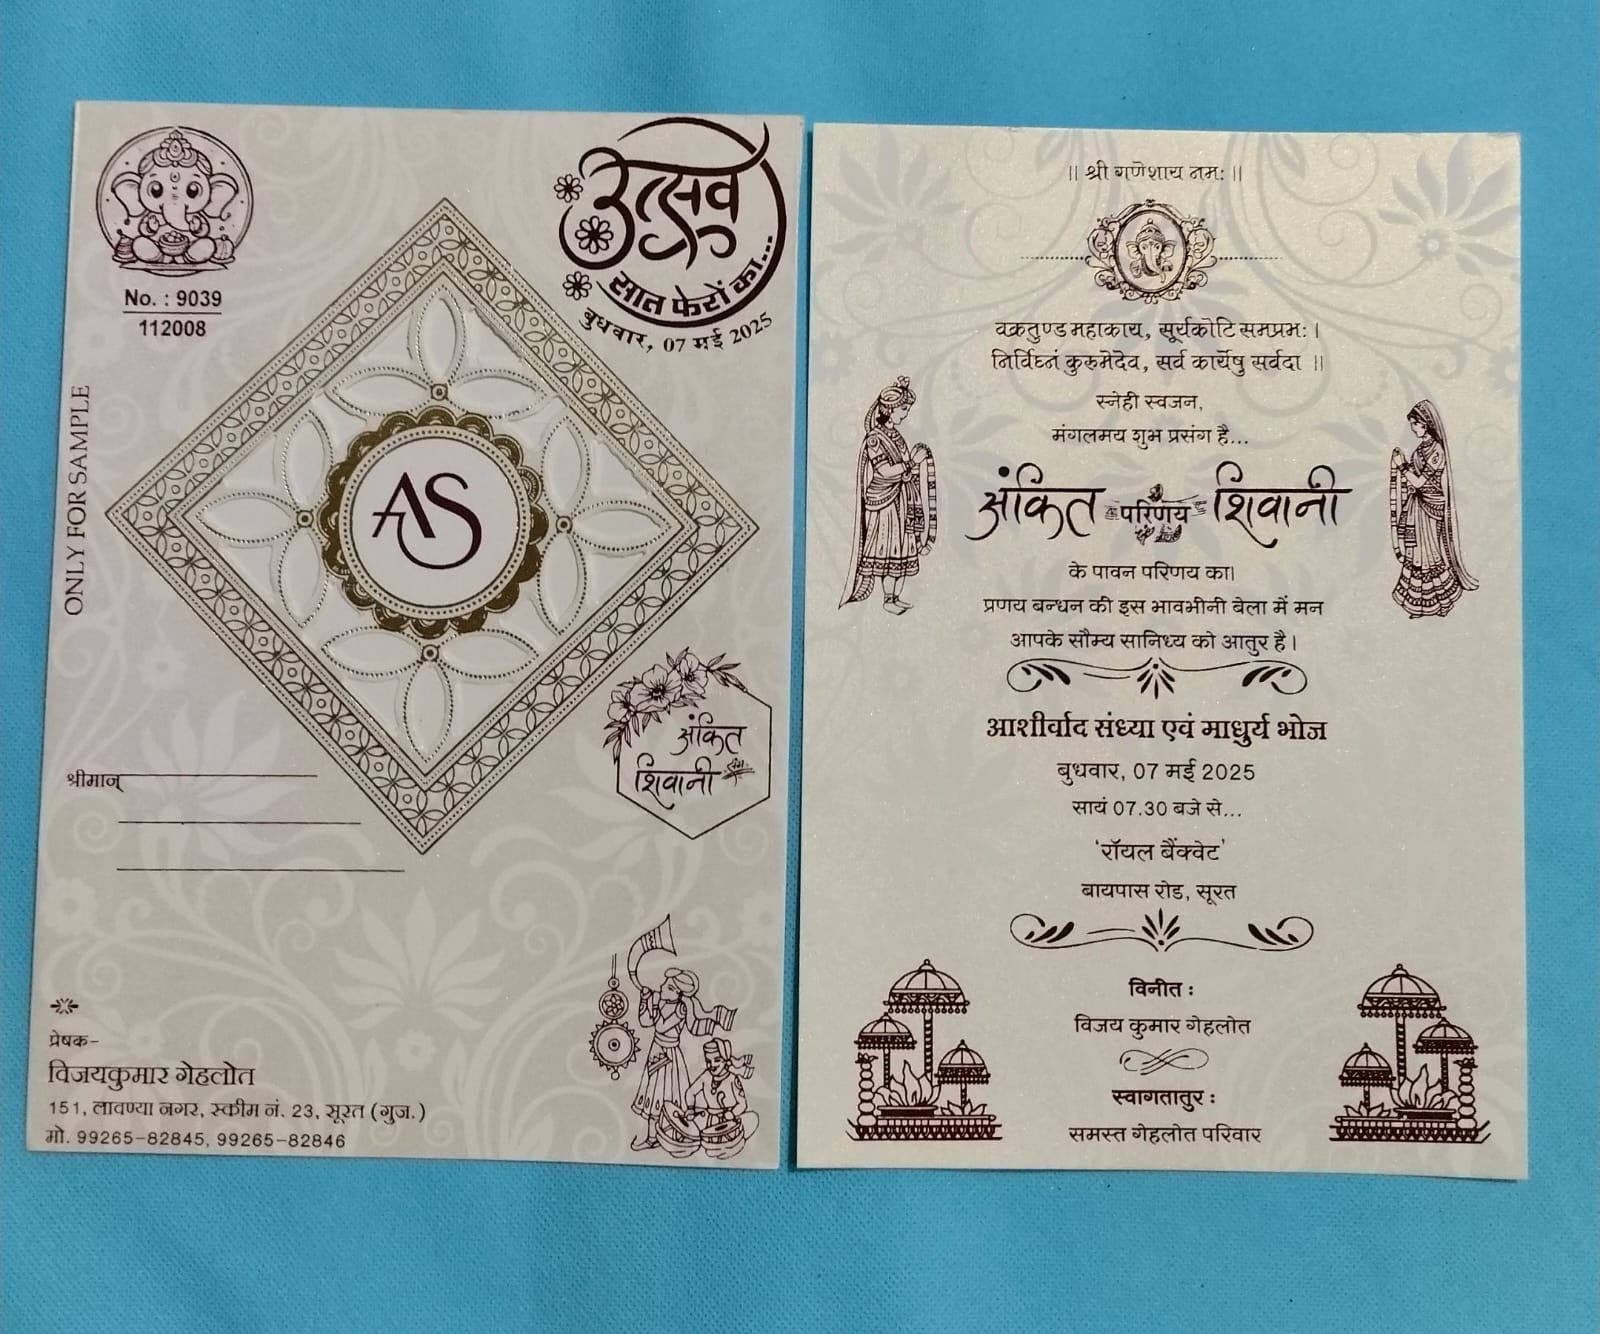 No. : 9039
112008
उत्सव
सात फेरों का...
बुधवार, 07 मई 2025
ONLY FOR SAMPLE
AS
अंकित
संग
शिवानी
श्रीमान्
प्रेषक-
विजयकुमार गेहलोत
151, लावण्या नगर, स्कीम नं. 23, सूरत (गुज.)
मो. 99265-82845, 99265-82846
|| श्री गणेशाय नमः ||
वक्रतुण्ड महाकाय, सूर्यकोटि समप्रभः |
निर्विघ्नं कुरुमेदेव, सर्व कार्येषु सर्वदा ||
स्नेही स्वजन,
मंगलमय शुभ प्रसंग है...
अंकित परिणय शिवानी
के पावन परिणय का।
प्रणय बन्धन की इस भावभीनी बेला में मन
आपके सौम्य सानिध्य को आतुर है।
आशीर्वाद संध्या एवं माधुर्य भोज
बुधवार, 07 मई 2025
सायं 07.30 बजे से...
'रॉयल बैंक्वेट'
बायपास रोड, सूरत
विनीत :
विजय कुमार गेहलोत
स्वागतातुर :
समस्त गेहलोत परिवार